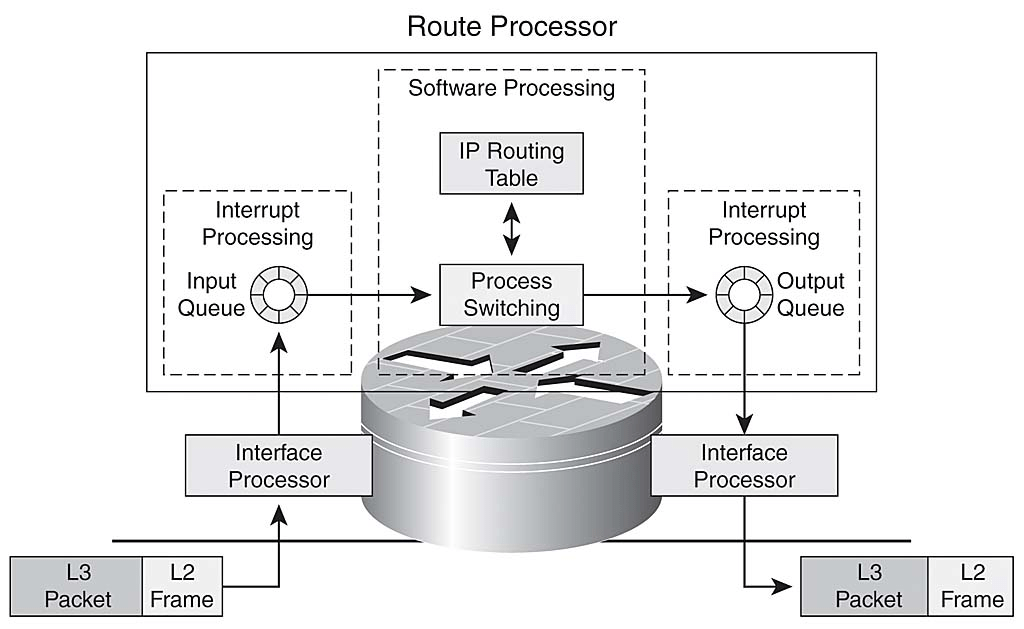 Route Processor
Software Processing
IP Routing
Table
Interrupt
Processing
Input
Queue
Process
Switching
Interrupt
Processing
Output
Queue
Interface
Processor
Interface
Processor
L3
Packet
L2
Frame
L3
Packet
L2
Frame